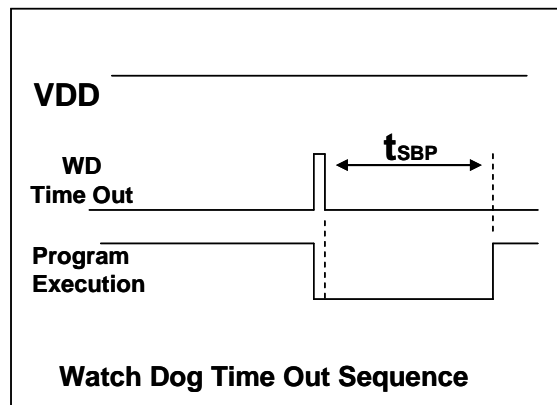 VDD
WD
Time Out
tSBP
Program
Execution
Watch Dog Time Out Sequence